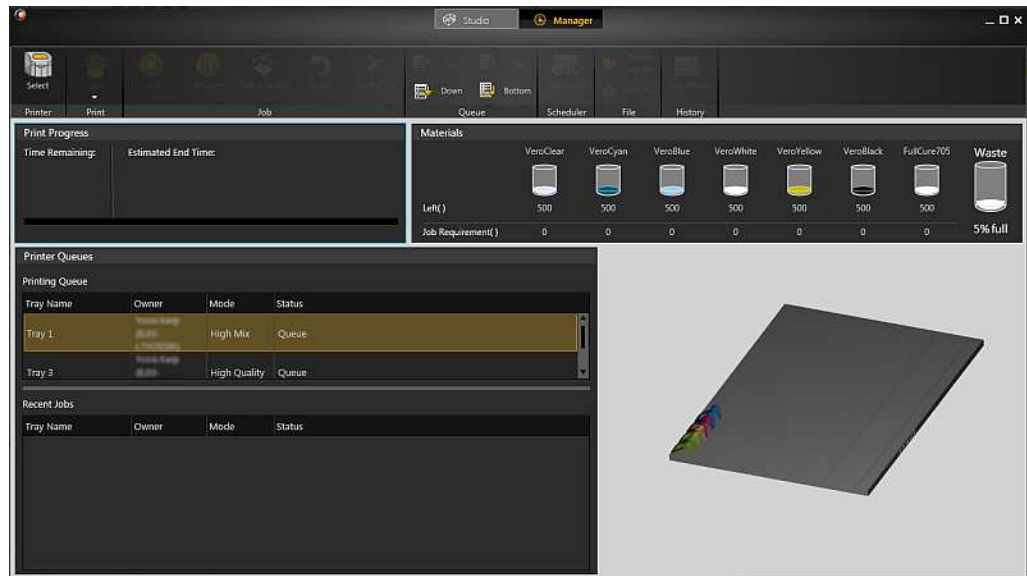 Studio Manager
Select
Down Bottom
Printer Print Job Queue Scheduler File History
Print Progress
Time Remaining: Estimated End Time:
Materials
VeroClear VeroCyan VeroBlue VeroWhite VeroYellow VeroBlack FullCure705 Waste
Left( ) 500 500 500 500 500 500 500
Job Requirement( ) 0 0 0 0 0 0 0 5% full
Printer Queues
Printing Queue
Tray Name Owner Mode Status
Tray 1 High Mix Queue
Tray 3 High Quality Queue
Recent Jobs
Tray Name Owner Mode Status